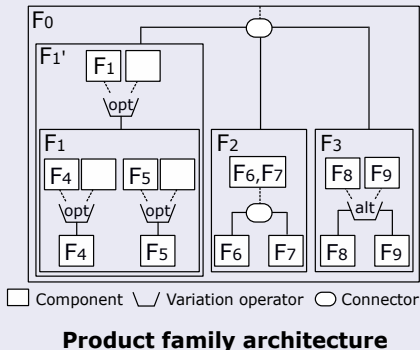 F0
F1'
F1
opt
F1
F2
F3
F4
F5
F6,F7
F8
F9
opt
opt
alt
F4
F5
F6
F7
F8
F9
Component
Variation operator
Connector
Product family architecture